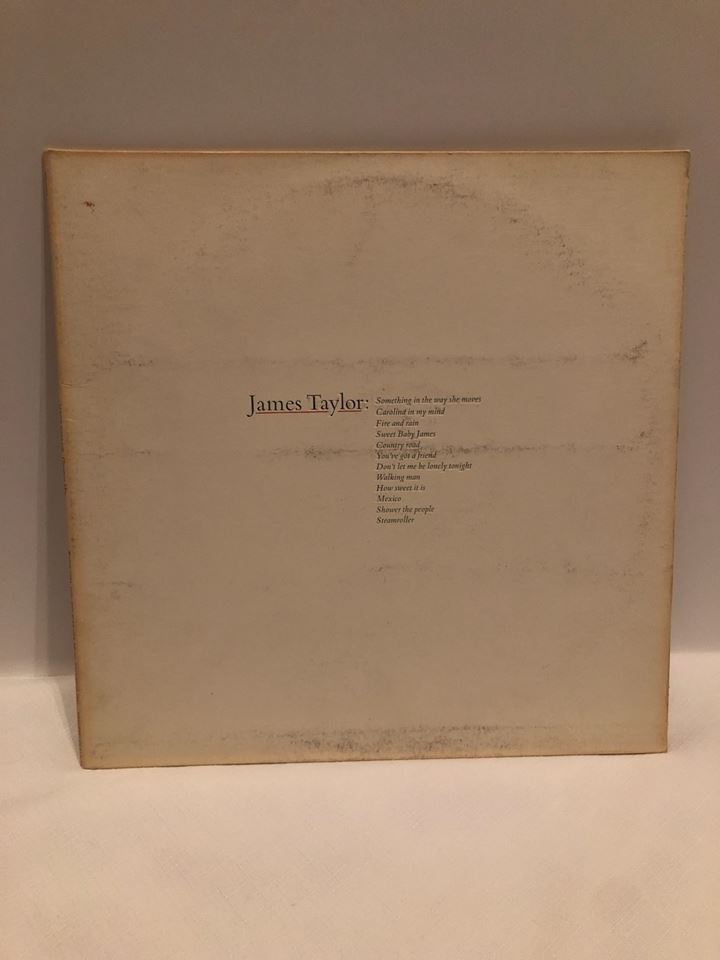 James Taylor: Something in the way she moves
Carolina in my mind
Fire and rain
Sweet Baby James
Country road
You've got a friend
Don't let me be lonely tonight
Walking man
How sweet it is
Mexico
Shower the people
Steamroller